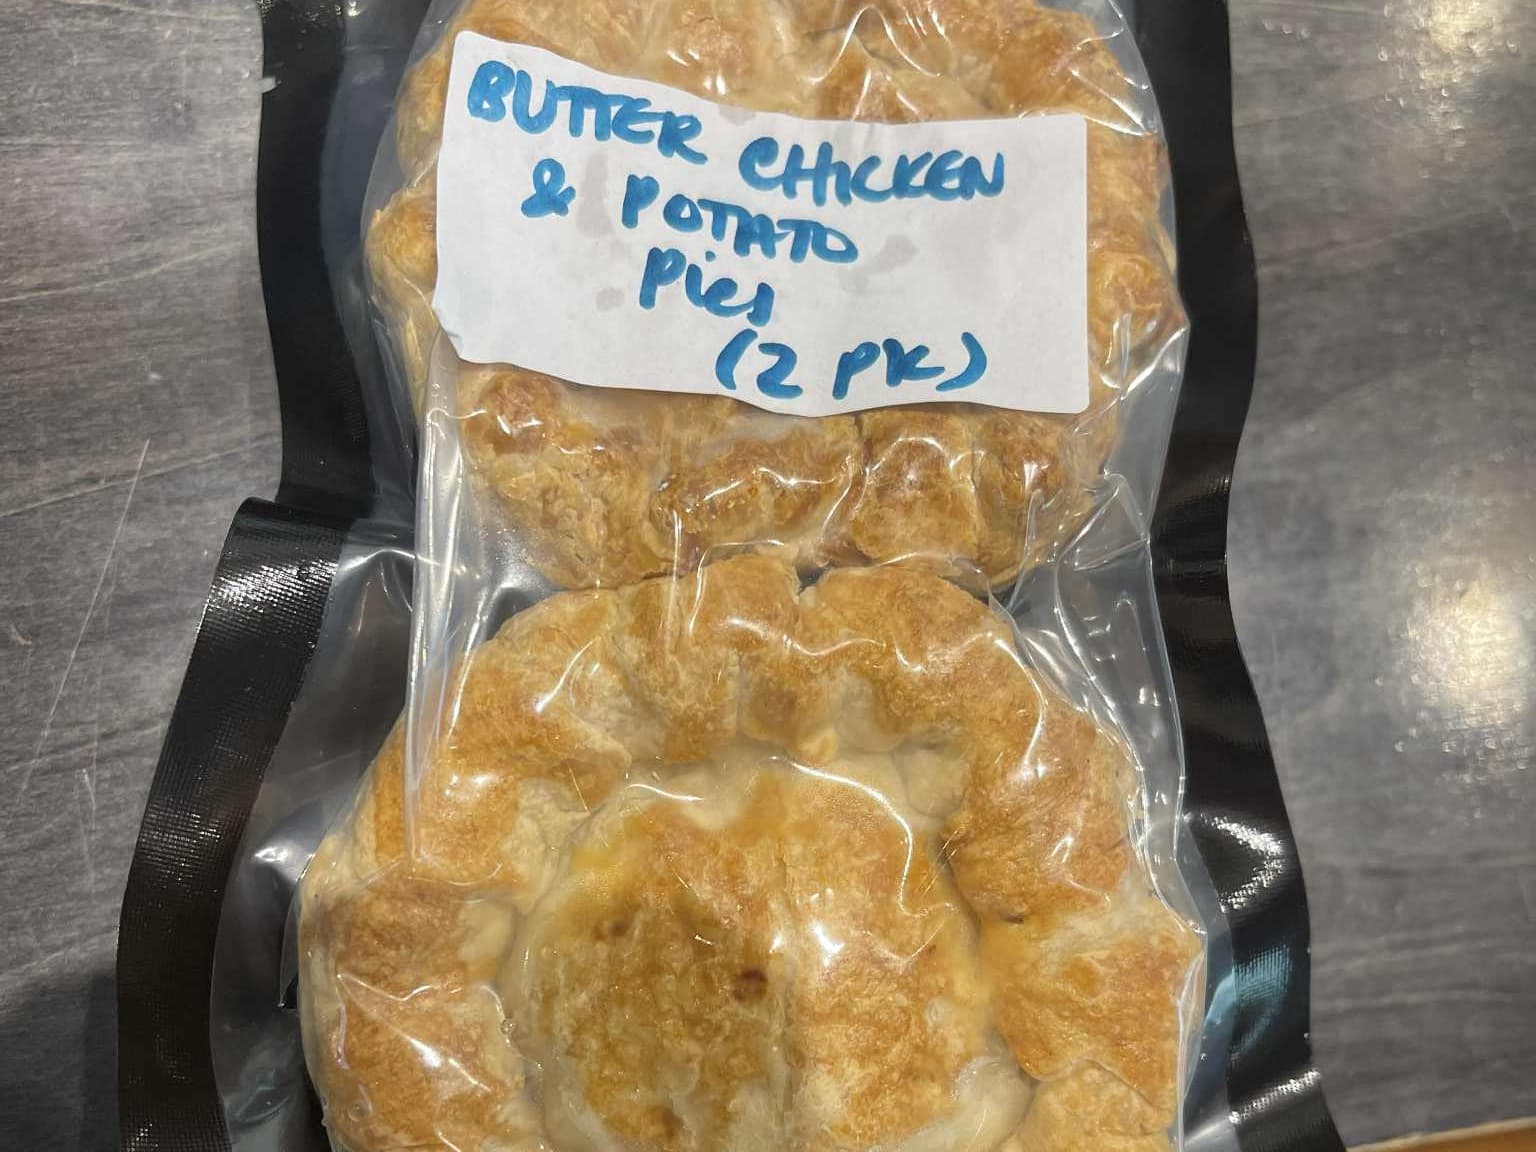 BUTTER CHICKEN
& POTATO
Pies
(2 PK)